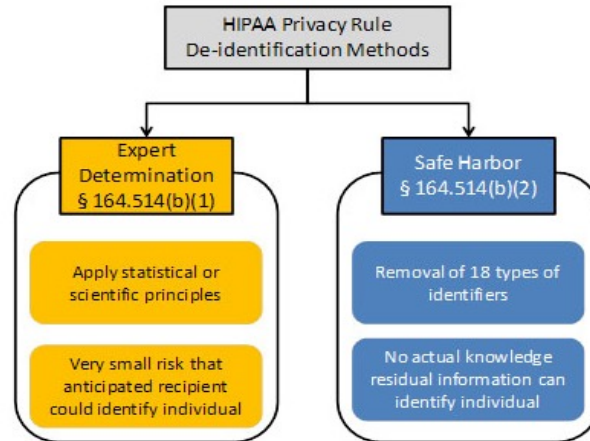 HIPAA Privacy Rule
De-identification Methods
Expert
Determination
§ 164.514(b)(1)
Apply statistical or
scientific principles
Very small risk that
anticipated recipient
could identify individual
Safe Harbor
§ 164.514(b)(2)
Removal of 18 types of
identifiers
No actual knowledge
residual information can
identify individual